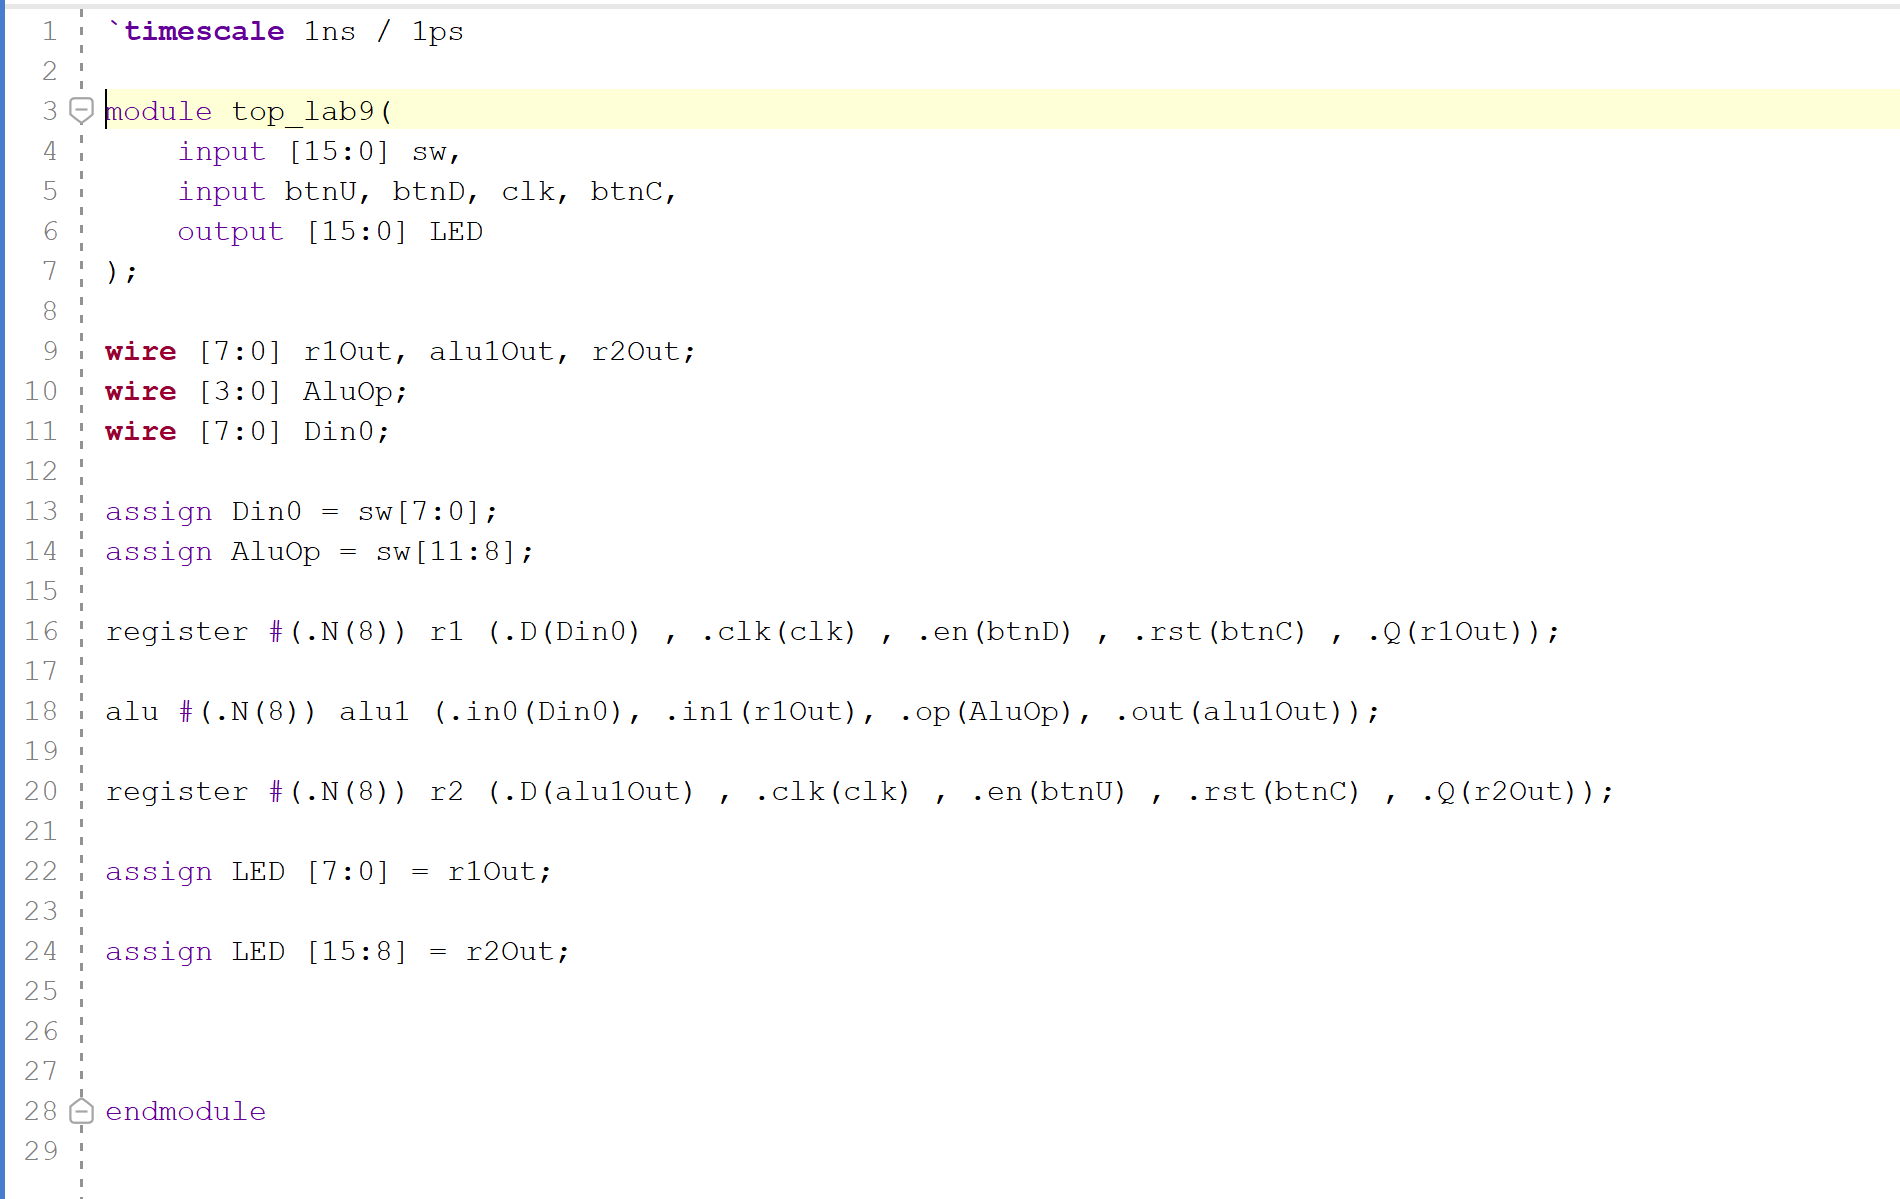 1 `timescale 1ns / 1ps
2
3 module top_lab9(
4 input [15:0] sw,
5 input btnU, btnD, clk, btnC,
6 output [15:0] LED
7 );
8
9 wire [7:0] r1Out, alu1Out, r2Out;
10 wire [3:0] AluOp;
11 wire [7:0] Din0;
12
13 assign Din0 = sw[7:0];
14 assign AluOp = sw[11:8];
15
16 register #(.N(8)) r1 (.D(Din0) , .clk(clk) , .en(btnD) , .rst(btnC) , .Q(r1Out));
17
18 alu #(.N(8)) alu1 (.in0(Din0), .in1(r1Out), .op(AluOp), .out(alu1Out));
19
20 register #(.N(8)) r2 (.D(alu1Out) , .clk(clk) , .en(btnU) , .rst(btnC) , .Q(r2Out));
21
22 assign LED [7:0] = r1Out;
23
24 assign LED [15:8] = r2Out;
25
26
27
28 endmodule
29